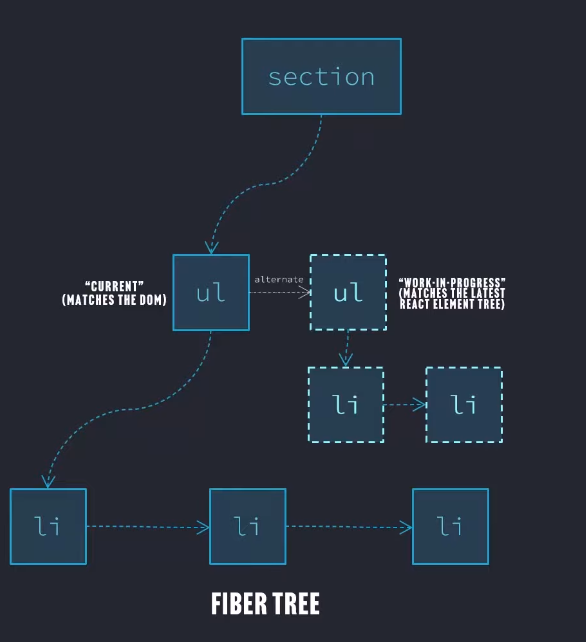 section
“CURRENT”
(MATCHES THE DOM)
ul
alternate
ul
“WORK-IN-PROGRESS”
(MATCHES THE LATEST
REACT ELEMENT TREE)
li
li
li
li
li
FIBER TREE